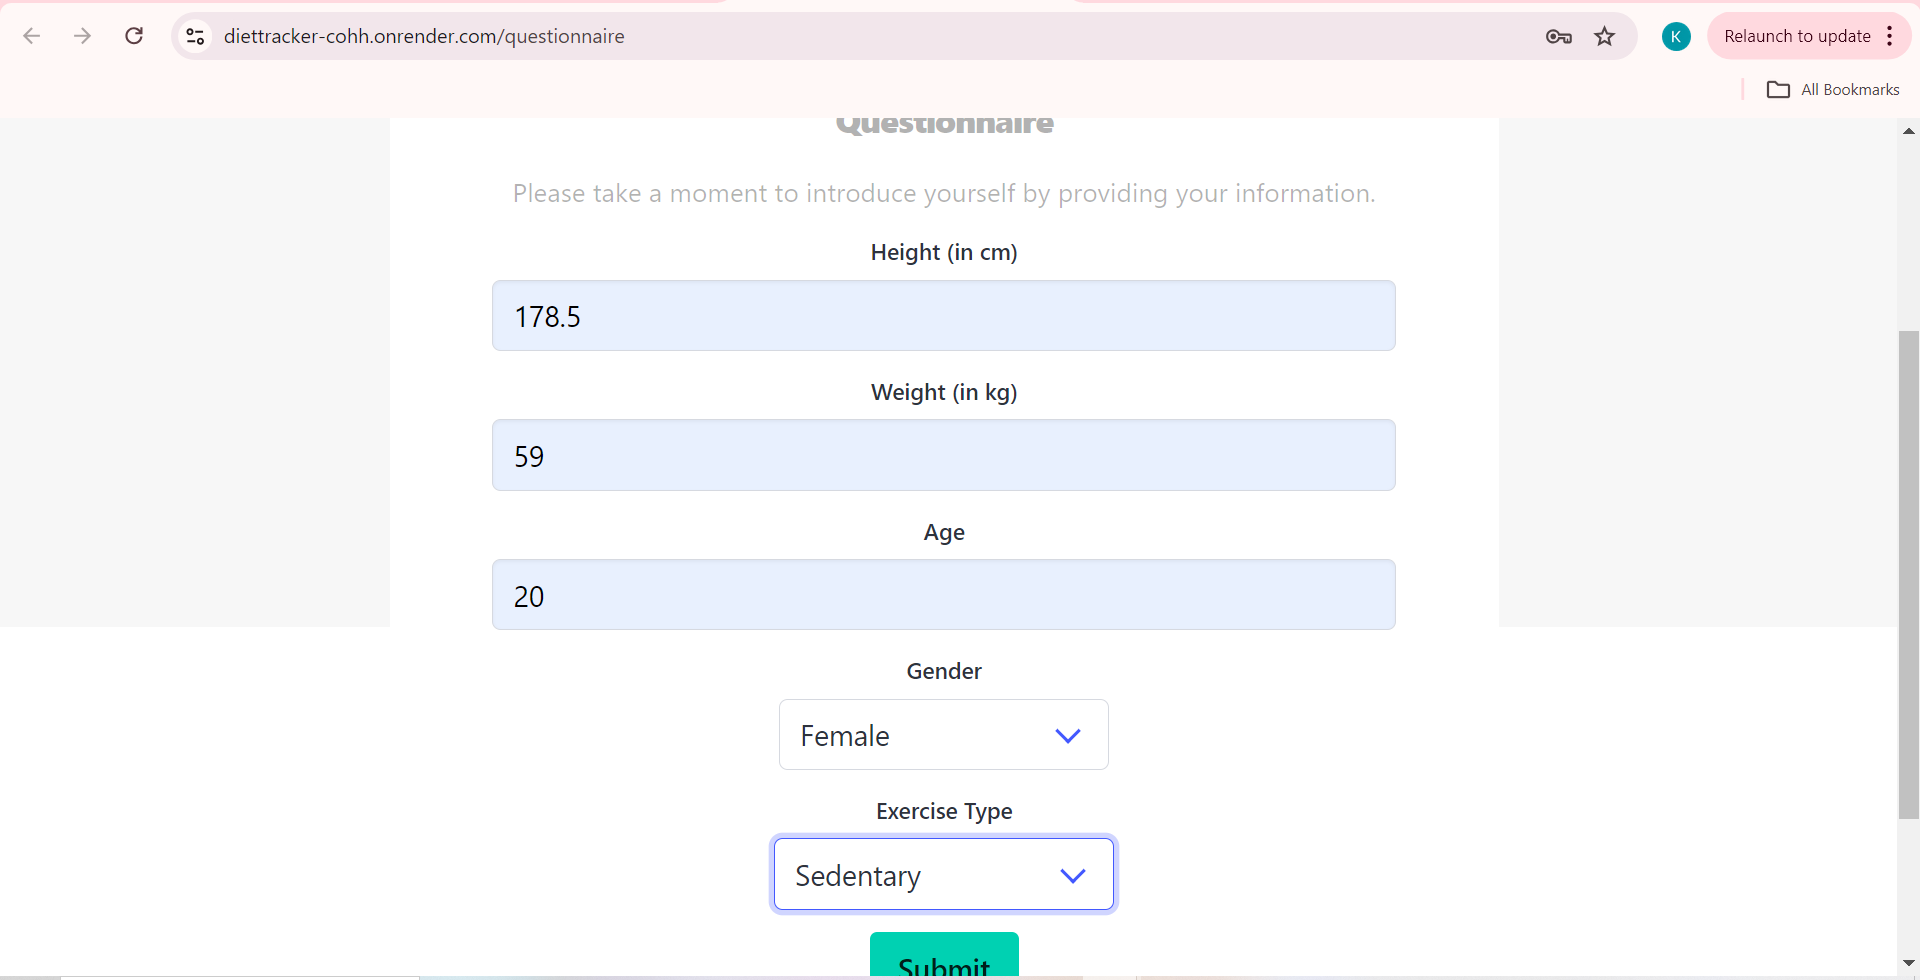 diettracker-cohh.onrender.com/questionnaire
K
Relaunch to update
All Bookmarks
Questionnaire
Please take a moment to introduce yourself by providing your information.
Height (in cm)
178.5
Weight (in kg)
59
Age
20
Gender
Female
Exercise Type
Sedentary
Submit